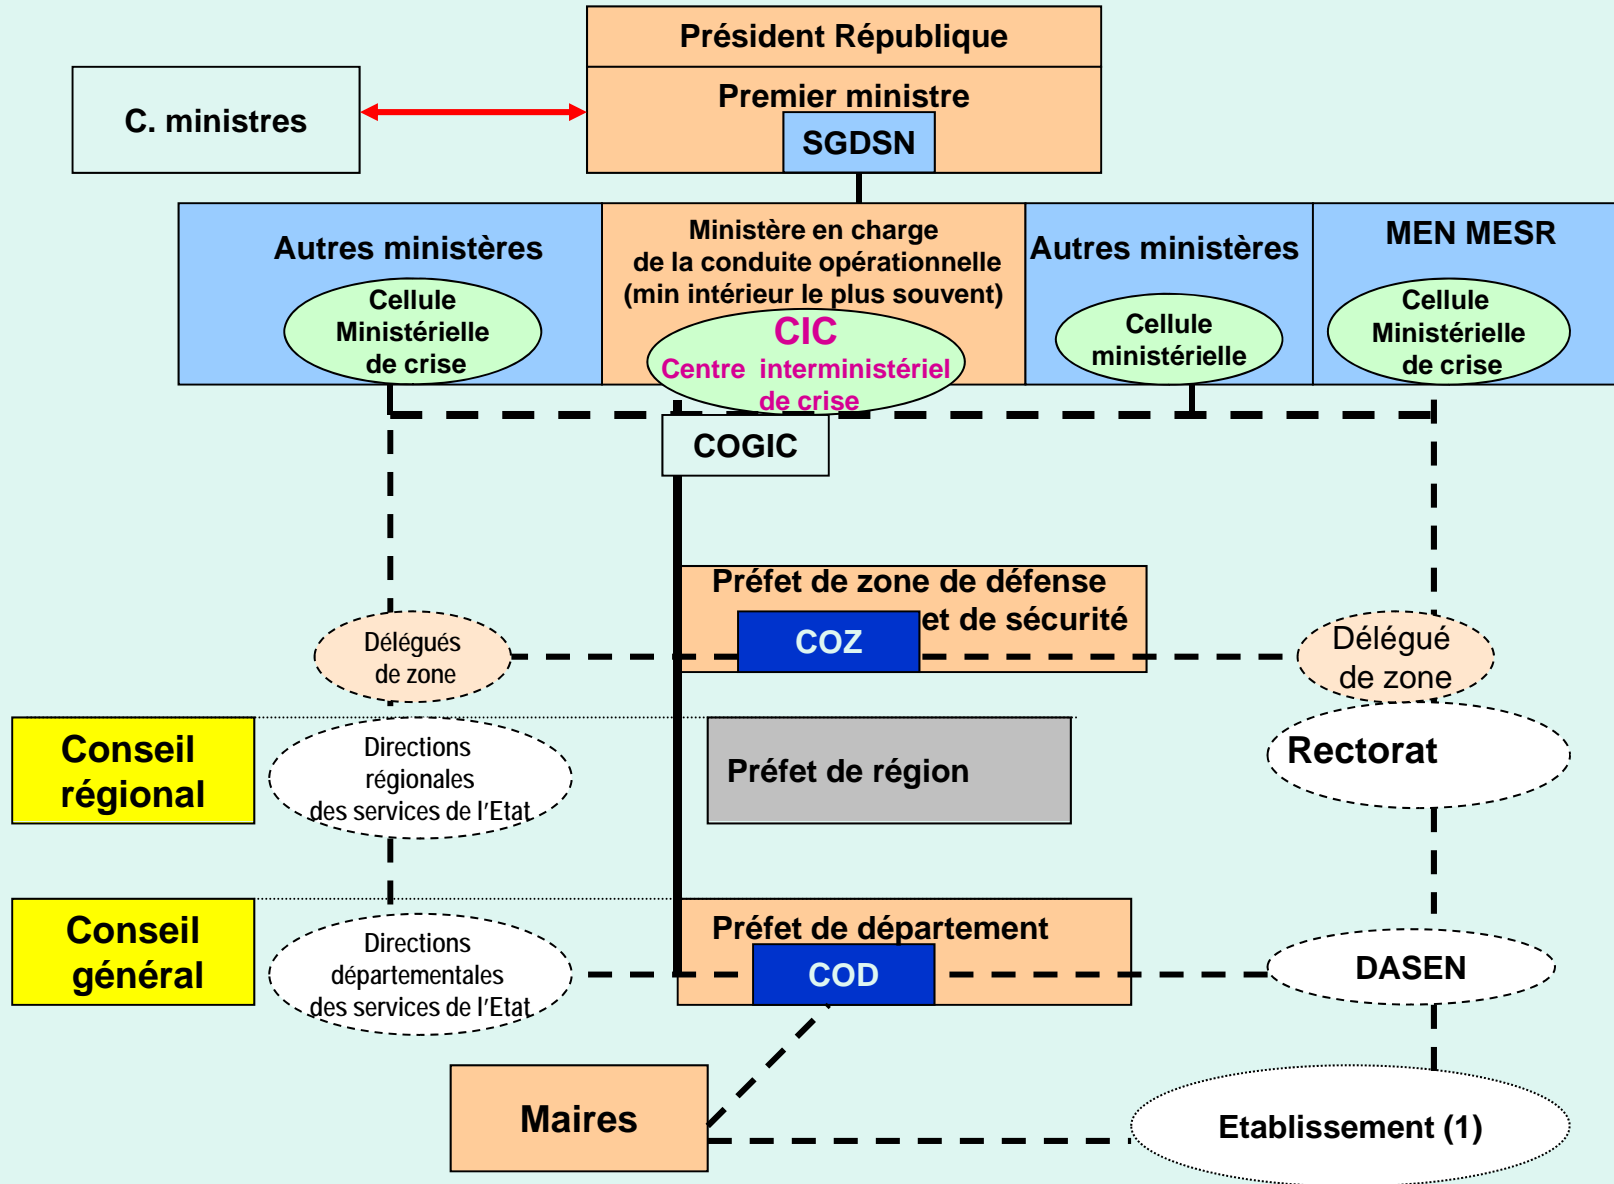 Président République
Premier ministre
SGDSN
C. ministres
Autres ministères
Cellule
Ministérielle
de crise
Ministère en charge
de la conduite opérationnelle
(min intérieur le plus souvent)
CIC
Centre interministériel
de crise
Autres ministères
Cellule
ministérielle
MEN MESR
Cellule
Ministérielle
de crise
COGIC
Préfet de zone de défense
et de sécurité
COZ
Délégués
de zone
Délégué
de zone
Conseil
régional
Directions
régionales
des services de l'Etat
Préfet de région
Rectorat
Conseil
général
Directions
départementales
des services de l'Etat
Préfet de département
COD
DASEN
Maires
Etablissement (1)